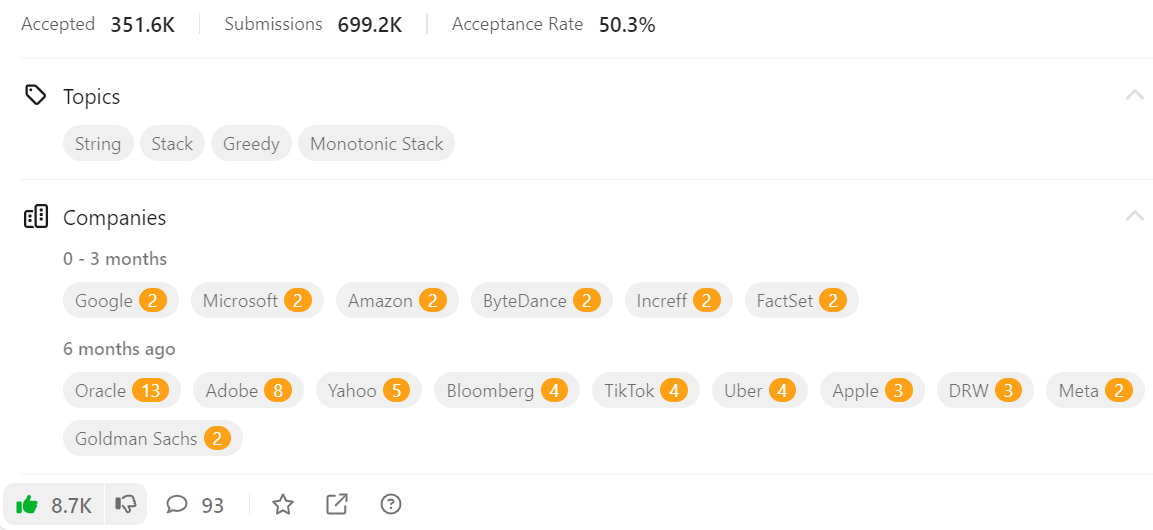 Accepted 351.6K Submissions 699.2K Acceptance Rate 50.3%
Topics
String Stack Greedy Monotonic Stack
Companies
0 - 3 months
Google 2 Microsoft 2 Amazon 2 ByteDance 2 Increff 2 FactSet 2
6 months ago
Oracle 13 Adobe 8 Yahoo 5 Bloomberg 4 TikTok 4 Uber 4 Apple 3 DRW 3 Meta 2
Goldman Sachs 2
8.7K 93